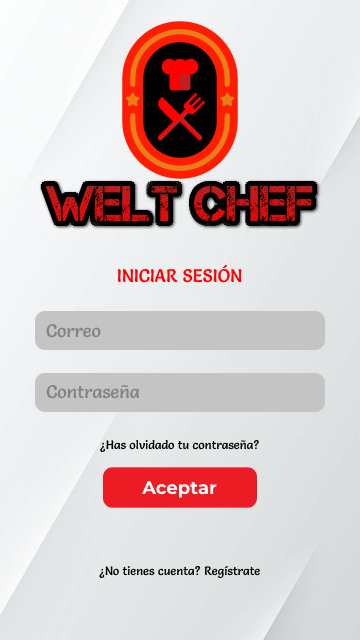 WELT CHEF
INICIAR SESIÓN
Correo
Contraseña
¿Has olvidado tu contraseña?
Aceptar
¿No tienes cuenta? Regístrate